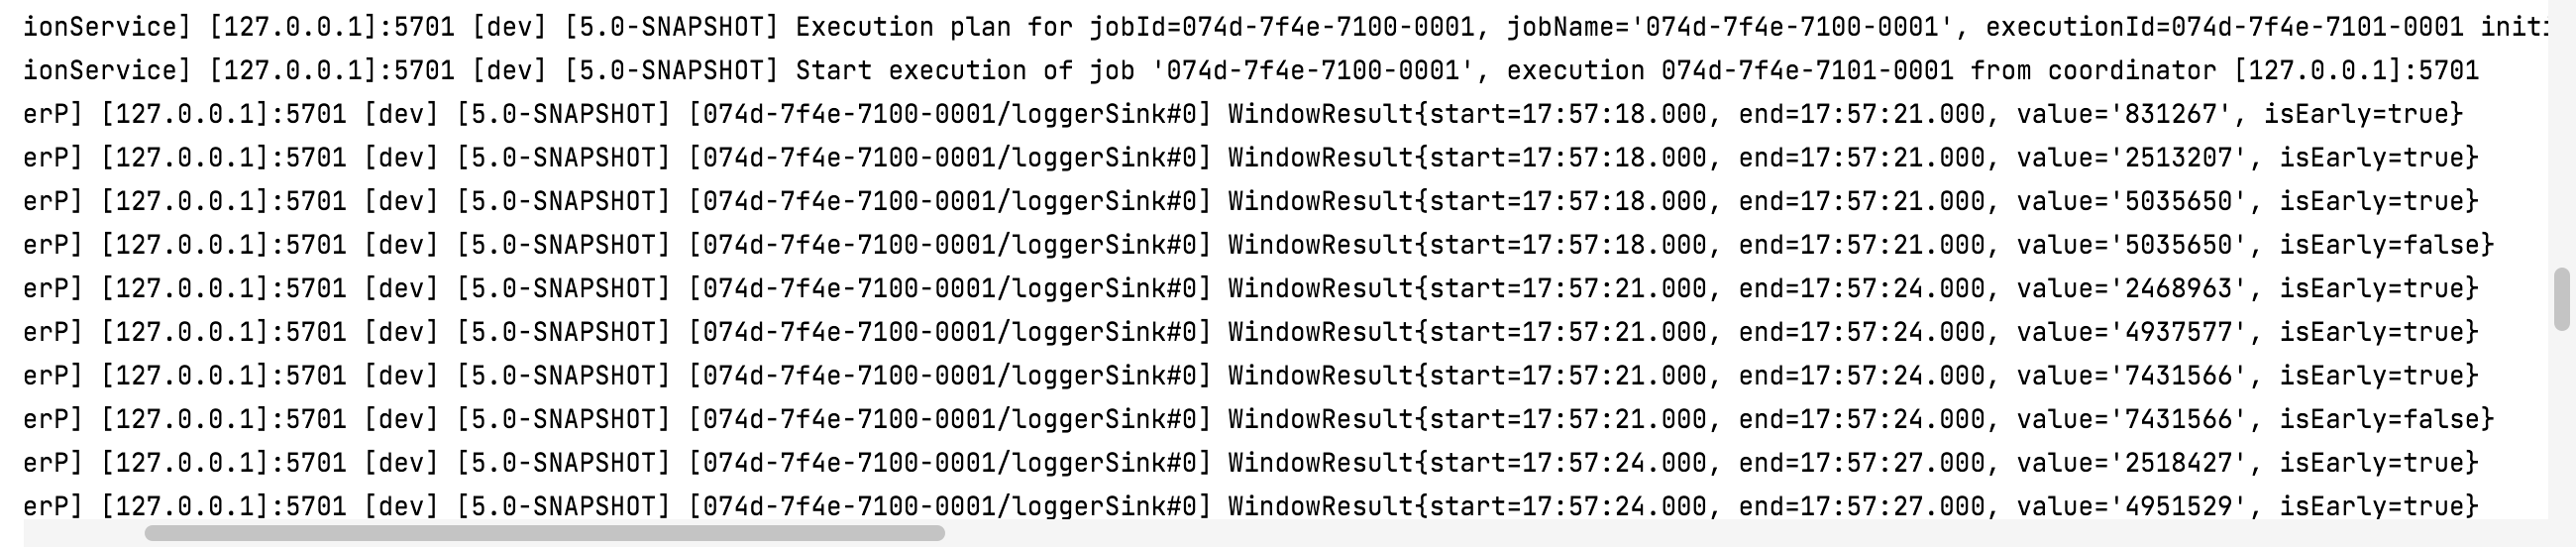 ionService] [127.0.0.1]:5701 [dev] [5.0-SNAPSHOT] Execution plan for jobId=074d-7f4e-7100-0001, jobName='074d-7f4e-7100-0001', executionId=074d-7f4e-7101-0001 initi
ionService] [127.0.0.1]:5701 [dev] [5.0-SNAPSHOT] Start execution of job '074d-7f4e-7100-0001', execution 074d-7f4e-7101-0001 from coordinator [127.0.0.1]:5701
erP] [127.0.0.1]:5701 [dev] [5.0-SNAPSHOT] [074d-7f4e-7100-0001/loggerSink#0] WindowResult{start=17:57:18.000, end=17:57:21.000, value='831267', isEarly=true}
erP] [127.0.0.1]:5701 [dev] [5.0-SNAPSHOT] [074d-7f4e-7100-0001/loggerSink#0] WindowResult{start=17:57:18.000, end=17:57:21.000, value='2513207', isEarly=true}
erP] [127.0.0.1]:5701 [dev] [5.0-SNAPSHOT] [074d-7f4e-7100-0001/loggerSink#0] WindowResult{start=17:57:18.000, end=17:57:21.000, value='5035650', isEarly=true}
erP] [127.0.0.1]:5701 [dev] [5.0-SNAPSHOT] [074d-7f4e-7100-0001/loggerSink#0] WindowResult{start=17:57:18.000, end=17:57:21.000, value='5035650', isEarly=false}
erP] [127.0.0.1]:5701 [dev] [5.0-SNAPSHOT] [074d-7f4e-7100-0001/loggerSink#0] WindowResult{start=17:57:21.000, end=17:57:24.000, value='2468963', isEarly=true}
erP] [127.0.0.1]:5701 [dev] [5.0-SNAPSHOT] [074d-7f4e-7100-0001/loggerSink#0] WindowResult{start=17:57:21.000, end=17:57:24.000, value='4937577', isEarly=true}
erP] [127.0.0.1]:5701 [dev] [5.0-SNAPSHOT] [074d-7f4e-7100-0001/loggerSink#0] WindowResult{start=17:57:21.000, end=17:57:24.000, value='7431566', isEarly=true}
erP] [127.0.0.1]:5701 [dev] [5.0-SNAPSHOT] [074d-7f4e-7100-0001/loggerSink#0] WindowResult{start=17:57:21.000, end=17:57:24.000, value='7431566', isEarly=false}
erP] [127.0.0.1]:5701 [dev] [5.0-SNAPSHOT] [074d-7f4e-7100-0001/loggerSink#0] WindowResult{start=17:57:24.000, end=17:57:27.000, value='2518427', isEarly=true}
erP] [127.0.0.1]:5701 [dev] [5.0-SNAPSHOT] [074d-7f4e-7100-0001/loggerSink#0] WindowResult{start=17:57:24.000, end=17:57:27.000, value='4951529', isEarly=true}